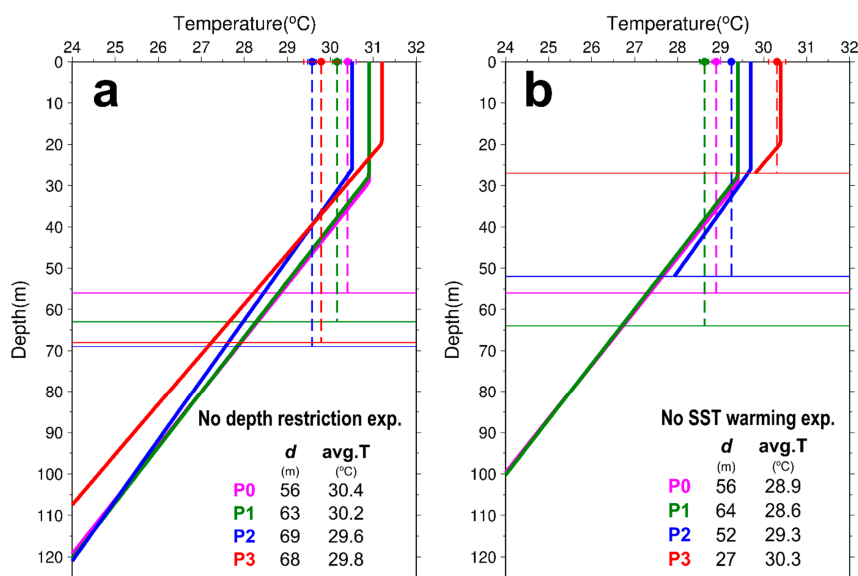 Temperature(ºC)
24 25 26 27 28 29 30 31 32
a
0
10
20
30
40
50
60
70
80
90
100
110
120
Depth(m)
No depth restriction exp.
d avg.T
(m) (ºC)
P0 56 30.4
P1 63 30.2
P2 69 29.6
P3 68 29.8
Temperature(ºC)
24 25 26 27 28 29 30 31 32
b
0
10
20
30
40
50
60
70
80
90
100
110
120
Depth(m)
No SST warming exp.
d avg.T
(m) (ºC)
P0 56 28.9
P1 64 28.6
P2 52 29.3
P3 27 30.3